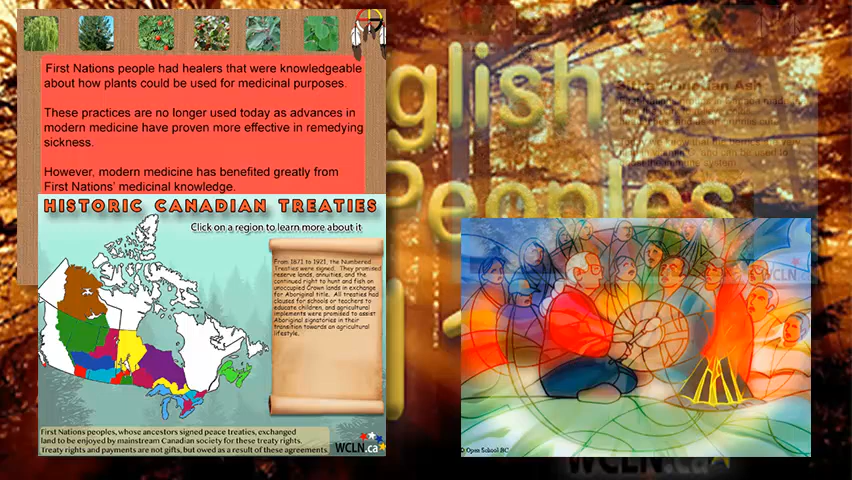 First Nations people had healers that were knowledgeable
about how plants could be used for medicinal purposes.
These practices are no longer used today as advances in
modern medicine have proven more effective in remedying
sickness.
However, modern medicine has benefited greatly from
First Nations' medicinal knowledge.
HISTORIC CANADIAN TREATIES
Click on a region to learn more about it
From 1871 to 1921, the Numbered
Treaties were signed. They promised
reserve lands, annuities, and the
continued right to hunt and fish on
unoccupied Crown lands in exchange
for Aboriginal title. All treaties had
clauses for schools or teachers to
educate children, and agricultural
implements were promised to assist
Aboriginal signatories in their
transition towards an agricultural
lifestyle.
First Nations peoples, whose ancestors signed peace treaties, exchanged
land to be enjoyed by mainstream Canadian society for these treaty rights.
Treaty rights and payments are not gifts, but owed as a result of these agreements.
WCLN.ca
glish
Peoples
WCLN.ca
© Open School BC
WCLN.ca